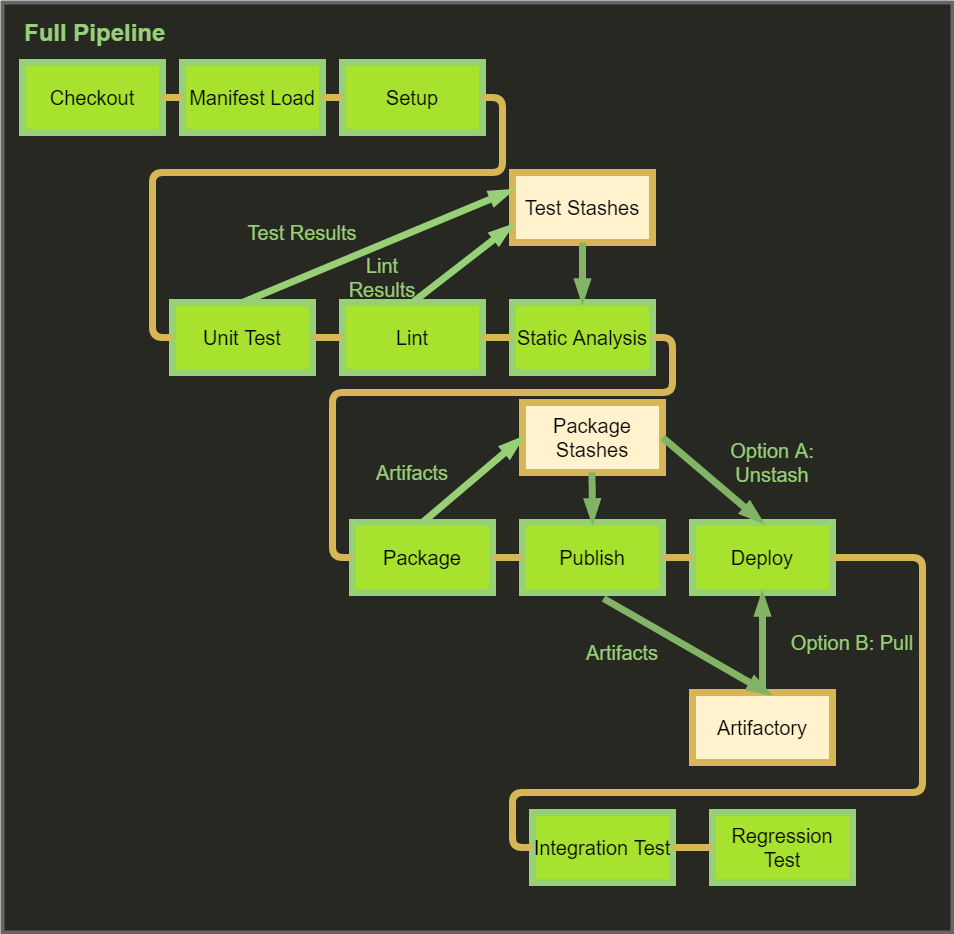 Full Pipeline
Checkout
Manifest Load
Setup
Test Stashes
Test Results
Lint
Results
Unit Test
Lint
Static Analysis
Package
Stashes
Option A:
Unstash
Artifacts
Package
Publish
Deploy
Option B: Pull
Artifacts
Artifactory
Integration Test
Regression
Test